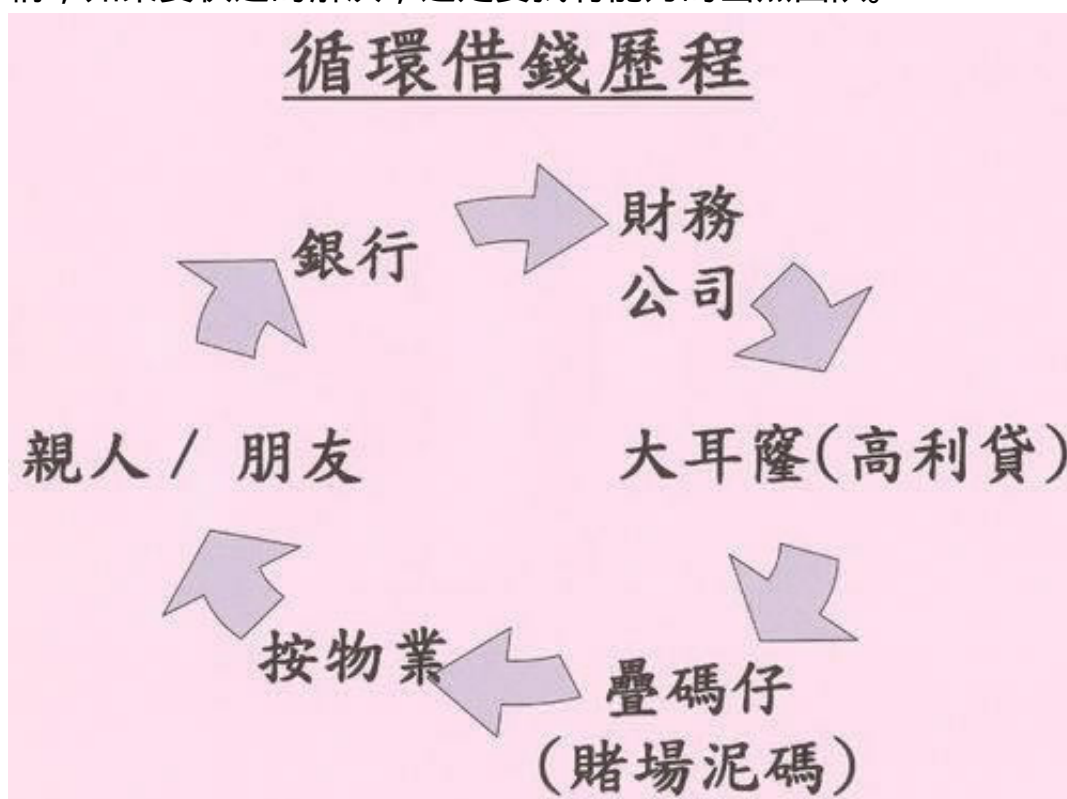 循環借錢歷程
銀行
財務
公司
大耳窿(高利貸)
疊碼仔
(賭場泥碼)
按物業
親人/ 朋友